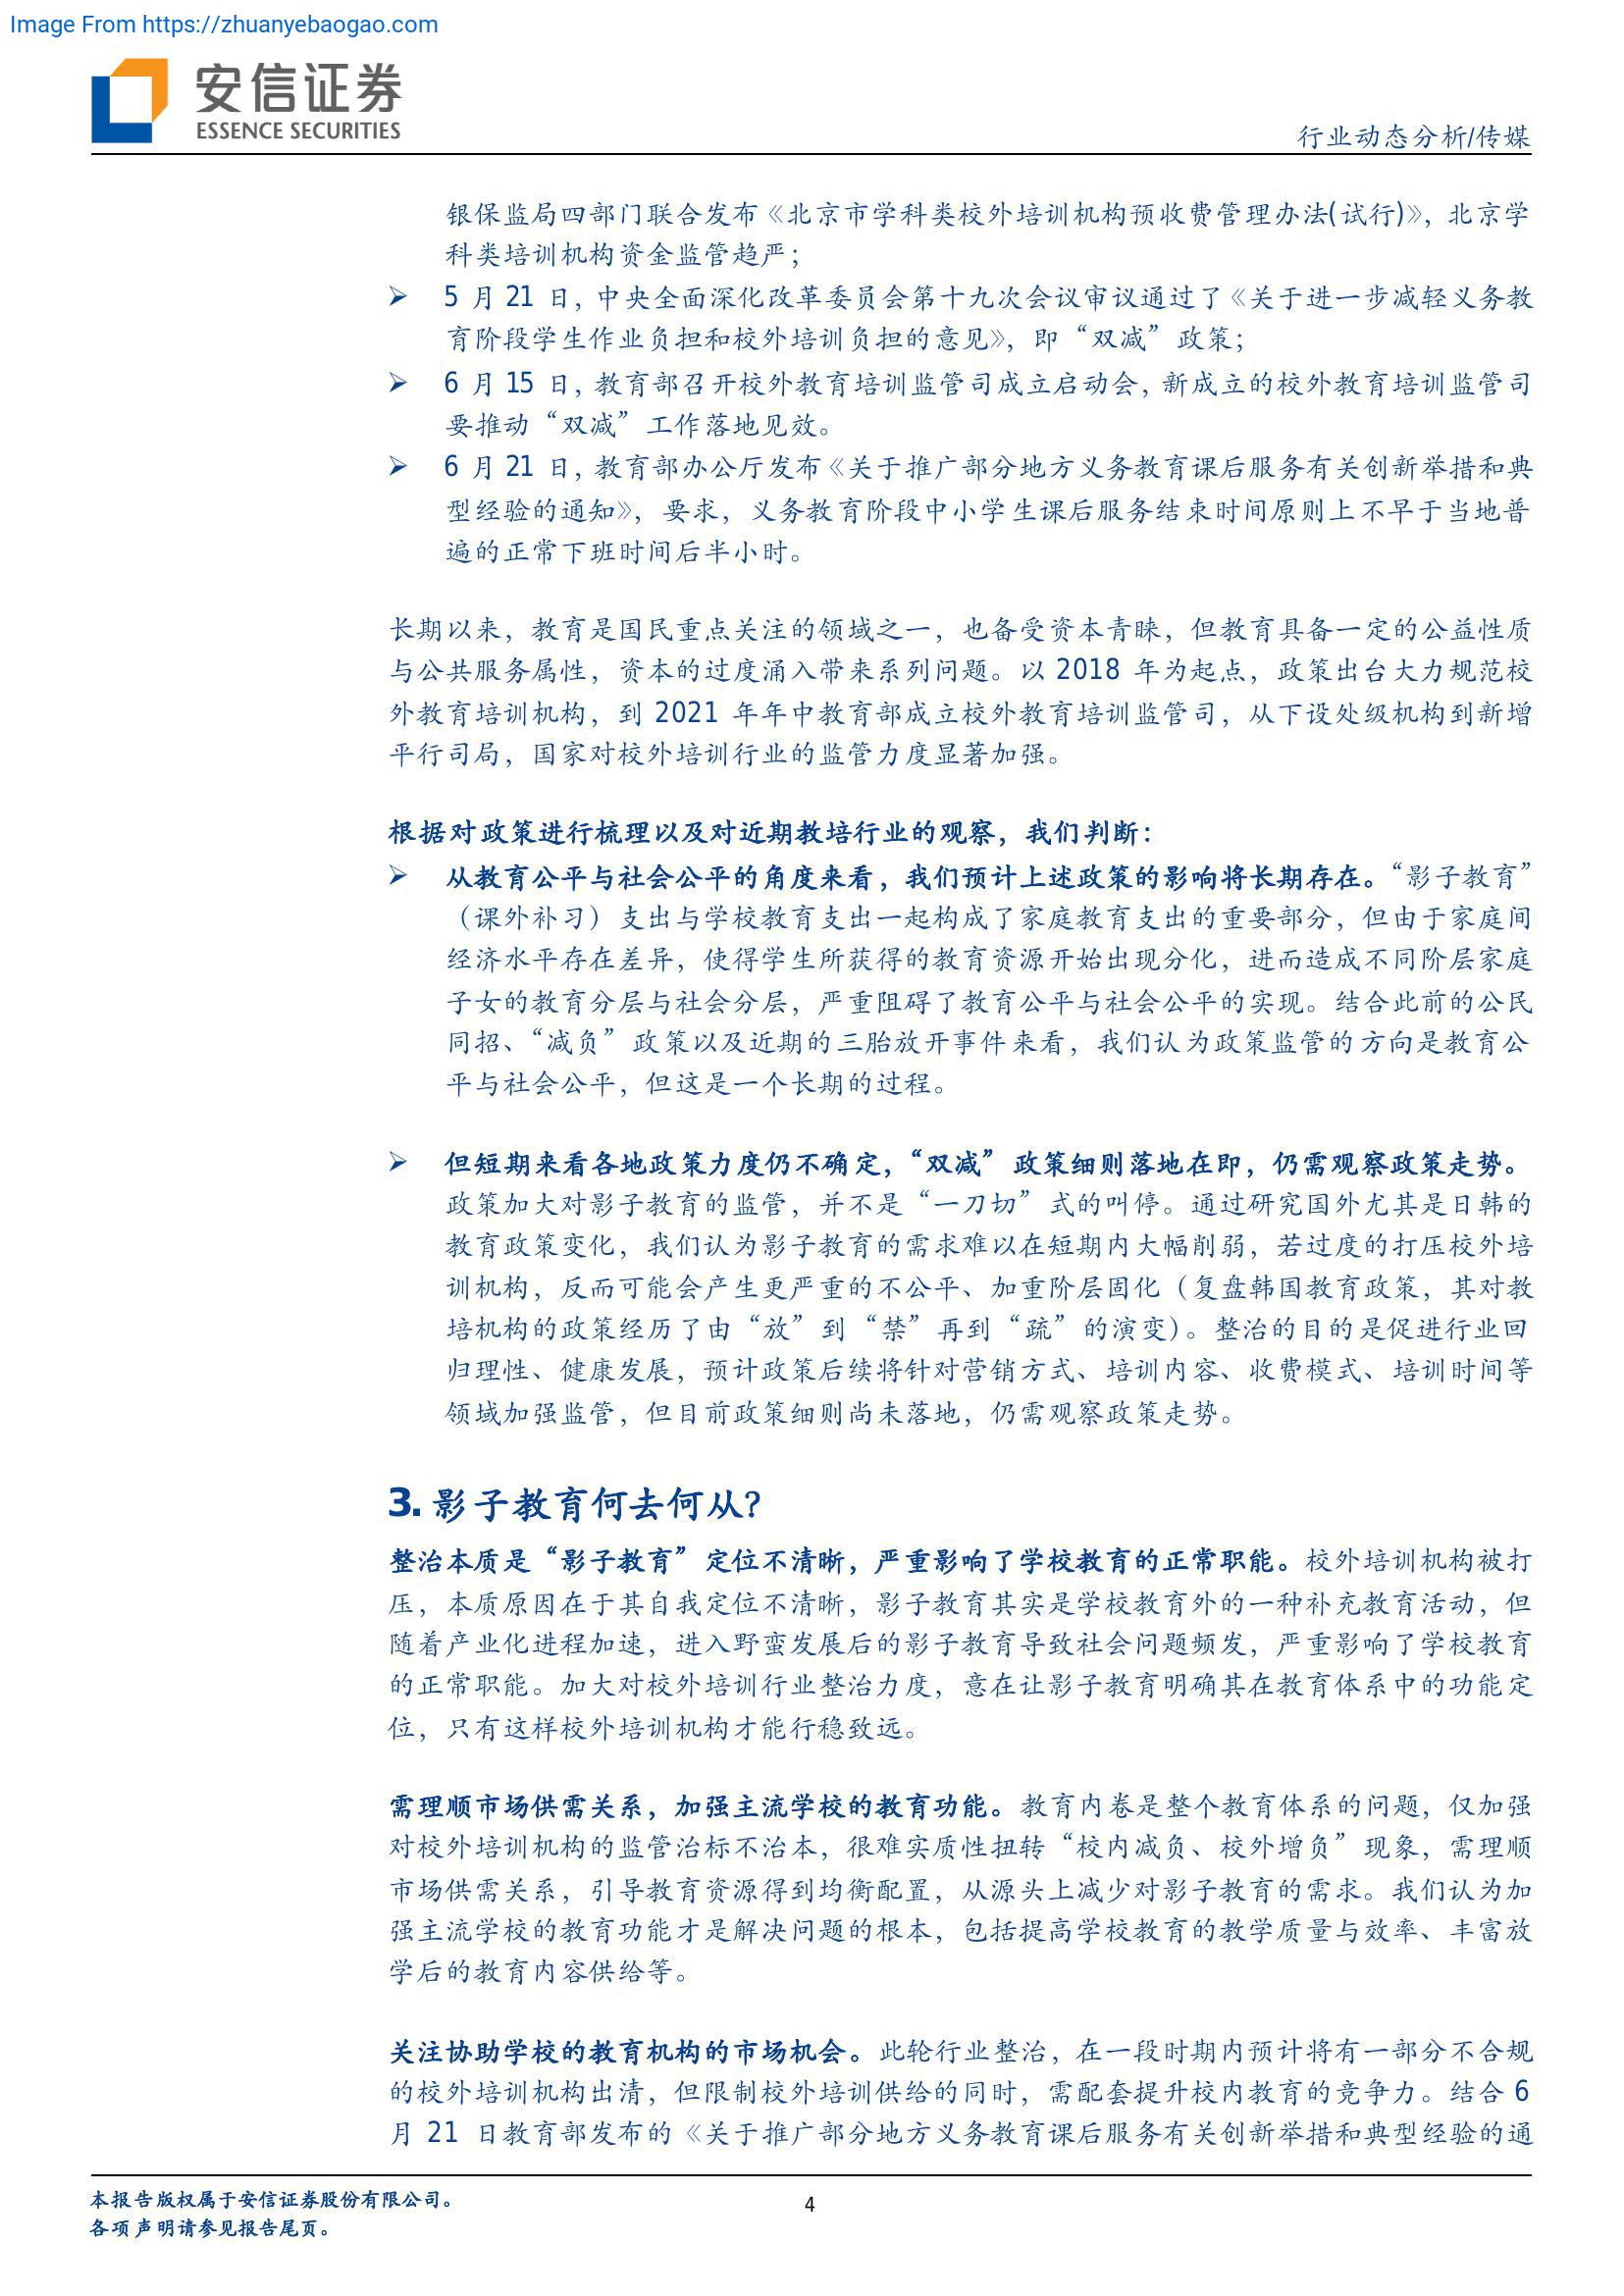 Image From https://zhuanyebaogao.com
安信证券
ESSENCE SECURITIES
行业动态分析/传媒
银保监局四部门联合发布《北京市学科类校外培训机构预收费管理办法(试行)》，北京学
科类培训机构资金监管趋严；
➢ 5 月 21 日，中央全面深化改革委员会第十九次会议审议通过了《关于进一步减轻义务教
育阶段学生作业负担和校外培训负担的意见》，即“双减”政策；
➢ 6 月 15 日，教育部召开校外教育培训监管司成立启动会，新成立的校外教育培训监管司
要推动“双减”工作落地见效。
➢ 6 月 21 日，教育部办公厅发布《关于推广部分地方义务教育课后服务有关创新举措和典
型经验的通知》，要求，义务教育阶段中小学生课后服务结束时间原则上不早于当地普
遍的正常下班时间后半小时。
长期以来，教育是国民重点关注的领域之一，也备受资本青睐，但教育具备一定的公益性质
与公共服务属性，资本的过度涌入带来系列问题。以 2018 年为起点，政策出台大力规范校
外教育培训机构，到 2021 年年中教育部成立校外教育培训监管司，从下设处级机构到新增
平行司局，国家对校外培训行业的监管力度显著加强。
根据对政策进行梳理以及对近期教培行业的观察，我们判断：
➢ 从教育公平与社会公平的角度来看，我们预计上述政策的影响将长期存在。“影子教育”
（课外补习）支出与学校教育支出一起构成了家庭教育支出的重要部分，但由于家庭间
经济水平存在差异，使得学生所获得的教育资源开始出现分化，进而造成不同阶层家庭
子女的教育分层与社会分层，严重阻碍了教育公平与社会公平的实现。结合此前的公民
同招、“减负”政策以及近期的三胎放开事件来看，我们认为政策监管的方向是教育公
平与社会公平，但这是一个长期的过程。
➢ 但短期来看各地政策力度仍不确定，“双减”政策细则落地在即，仍需观察政策走势。
政策加大对影子教育的监管，并不是“一刀切”式的叫停。通过研究国外尤其是日韩的
教育政策变化，我们认为影子教育的需求难以在短期内大幅削弱，若过度的打压校外培
训机构，反而可能会产生更严重的不公平、加重阶层固化（复盘韩国教育政策，其对教
培机构的政策经历了由“放”到“禁”再到“疏”的演变）。整治的目的是促进行业回
归理性、健康发展，预计政策后续将针对营销方式、培训内容、收费模式、培训时间等
领域加强监管，但目前政策细则尚未落地，仍需观察政策走势。
3. 影子教育何去何从？
整治本质是“影子教育”定位不清晰，严重影响了学校教育的正常职能。校外培训机构被打
压，本质原因在于其自我定位不清晰，影子教育其实是学校教育外的一种补充教育活动，但
随着产业化进程加速，进入野蛮发展后的影子教育导致社会问题频发，严重影响了学校教育
的正常职能。加大对校外培训行业整治力度，意在让影子教育明确其在教育体系中的功能定
位，只有这样校外培训机构才能行稳致远。
需理顺市场供需关系，加强主流学校的教育功能。教育内卷是整个教育体系的问题，仅加强
对校外培训机构的监管治标不治本，很难实质性扭转“校内减负、校外增负”现象，需理顺
市场供需关系，引导教育资源得到均衡配置，从源头上减少对影子教育的需求。我们认为加
强主流学校的教育功能才是解决问题的根本，包括提高学校教育的教学质量与效率、丰富放
学后的教育内容供给等。
关注协助学校的教育机构的市场机会。此轮行业整治，在一段时期内预计将有一部分不合规
的校外培训机构出清，但限制校外培训供给的同时，需配套提升校内教育的竞争力。结合 6
月 21 日教育部发布的《关于推广部分地方义务教育课后服务有关创新举措和典型经验的通
本报告版权属于安信证券股份有限公司。
各项声明请参见报告尾页。
4